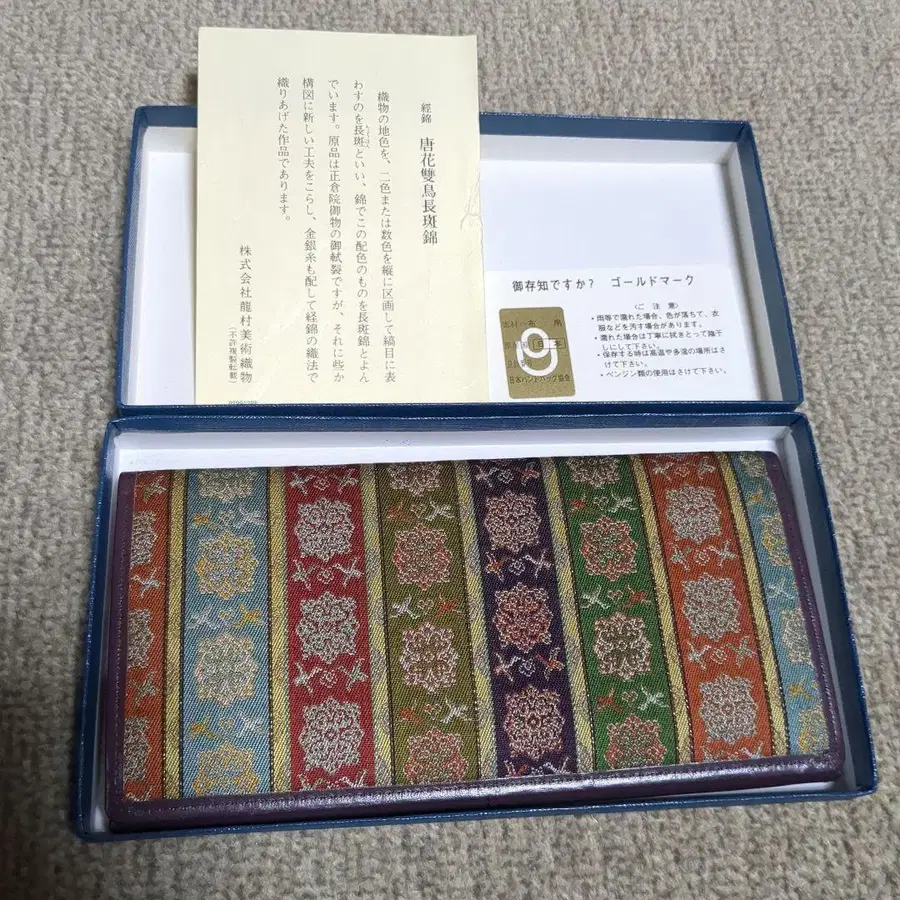 經錦　唐花雙鳥長斑錦
織物の地色を、二色または数色を縦に区画して縞目に表
わすのを長斑といい、錦でこの配色のものを長斑錦とよん
でいます。原品は正倉院御物の御軾裂ですが、それに些か
構図に新しい工夫をこらし、金銀糸も配して経錦の織法で
織りあげた作品であります。
株式会社龍村美術織物
(不許複製転載)
御存知ですか？　ゴールドマーク
〈ご　注　意〉
・雨等で濡れた場合、色が落ちて、衣
服などを汚す場合があります。
・濡れた場合は丁寧に拭きとって陰干
しにして下さい。
・保存する時は高温や多湿の場所はさ
けて下さい。
・ベンジン類の使用はさけて下さい。
日本
日本ハンドバッグ協会